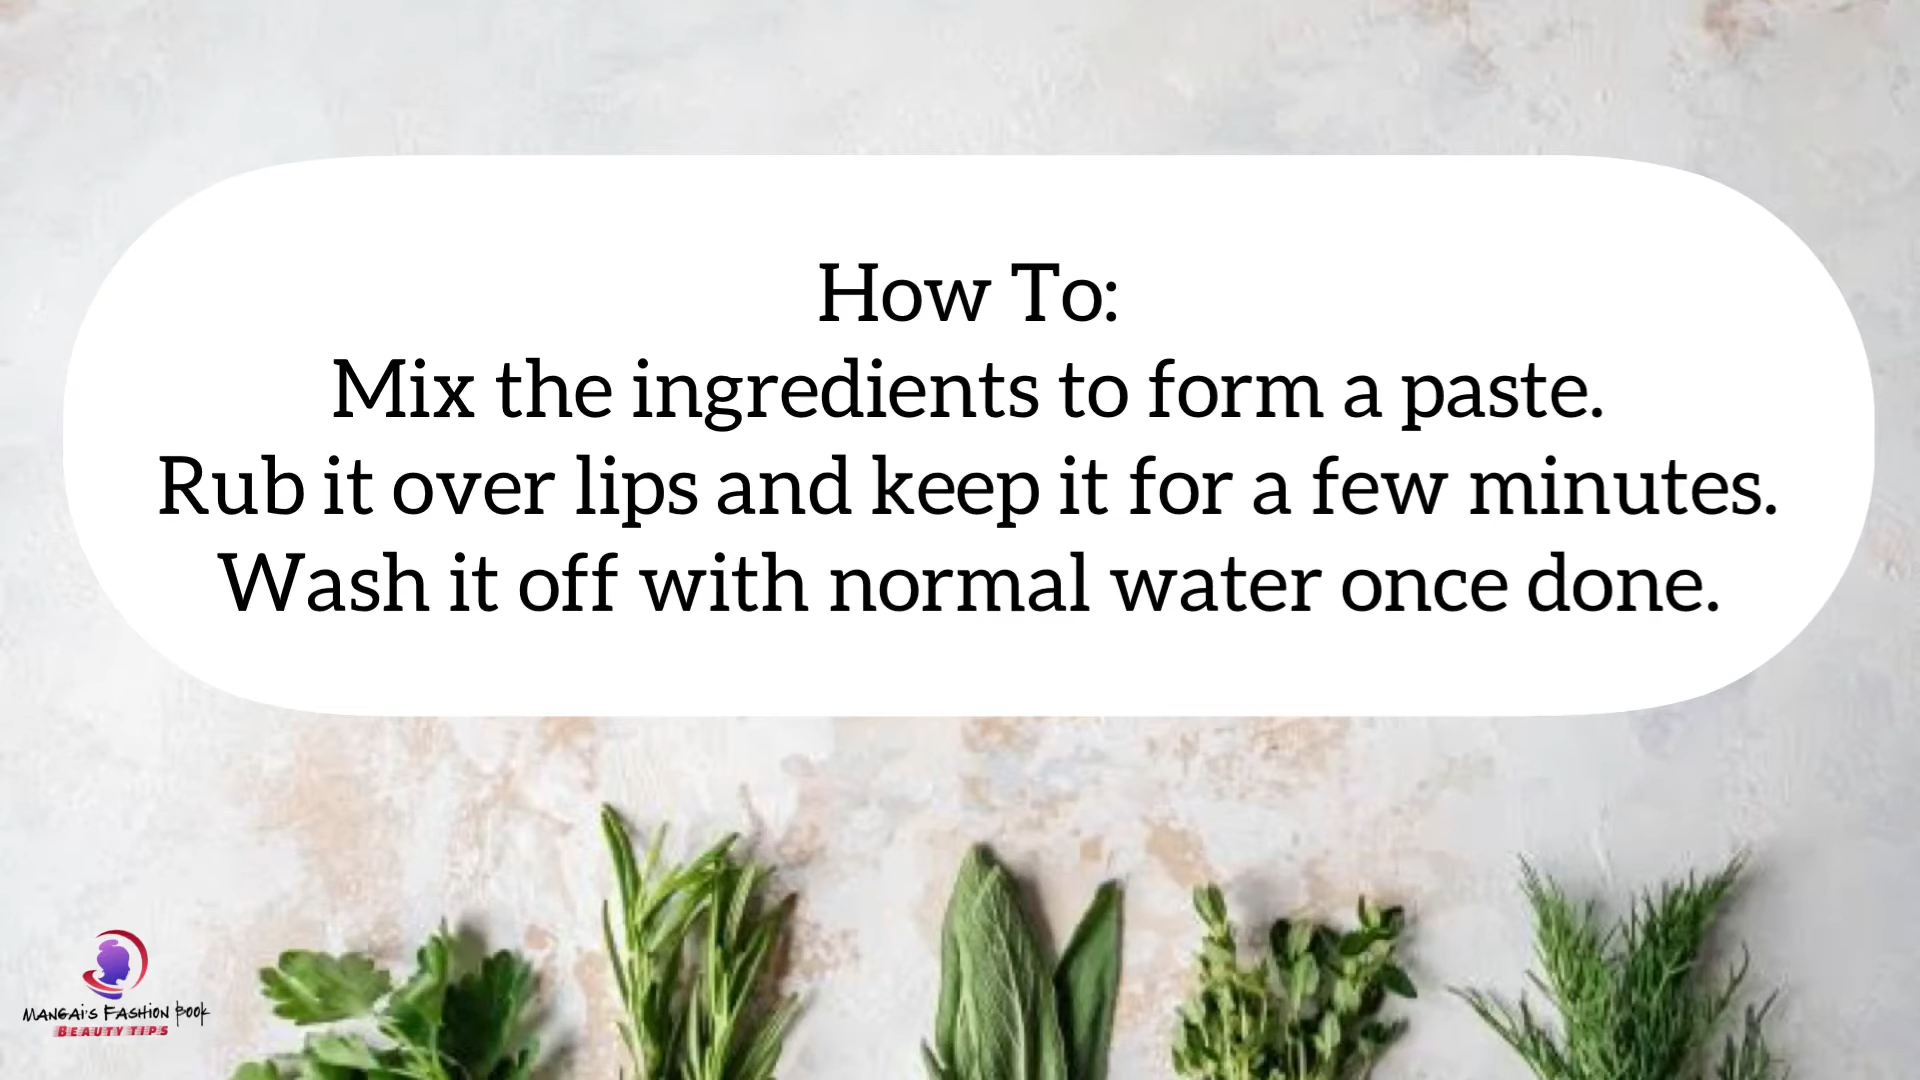 How To:
Mix the ingredients to form a paste.
Rub it over lips and keep it for a few minutes.
Wash it off with normal water once done.
MANGAI'S FASHION BOOK
BEAUTY TIPS